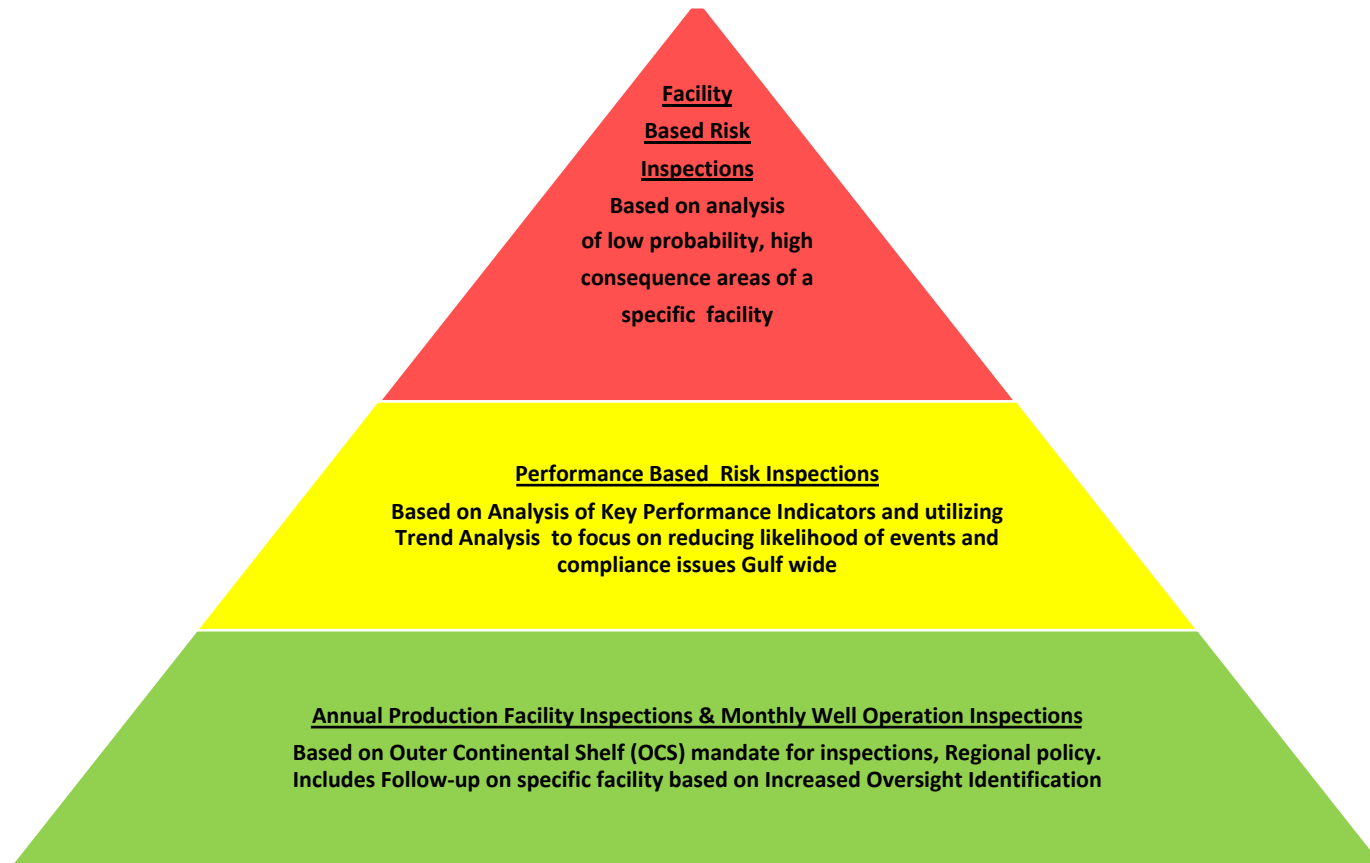 Facility
Based Risk
Inspections
Based on analysis
of low probability, high
consequence areas of a
specific facility
Performance Based Risk Inspections
Based on Analysis of Key Performance Indicators and utilizing
Trend Analysis to focus on reducing likelihood of events and
compliance issues Gulf wide
Annual Production Facility Inspections & Monthly Well Operation Inspections
Based on Outer Continental Shelf (OCS) mandate for inspections, Regional policy.
Includes Follow-up on specific facility based on Increased Oversight Identification